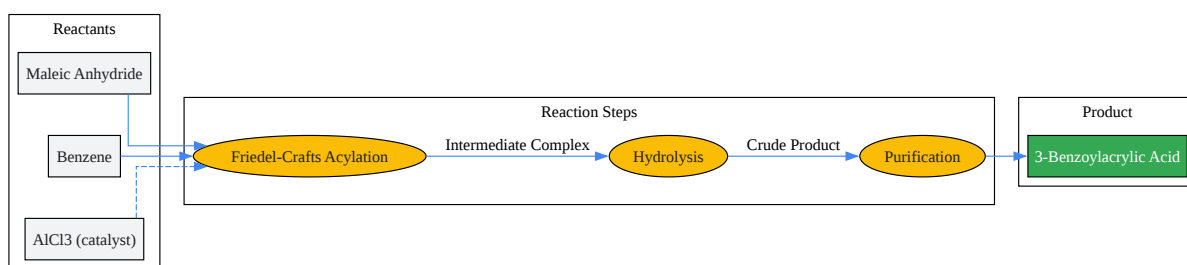 Reactants
Maleic Anhydride
Benzene
AlCl3 (catalyst)
Reaction Steps
Friedel-Crafts Acylation
Intermediate Complex
Hydrolysis
Crude Product
Purification
Product
3-Benzoylacrylic Acid